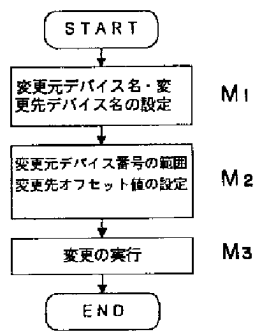 START
変更元デバイス名・変
更先デバイス名の設定
M1
変更元デバイス番号の範囲
変更先オフセット値の設定
M2
変更の実行
M3
END